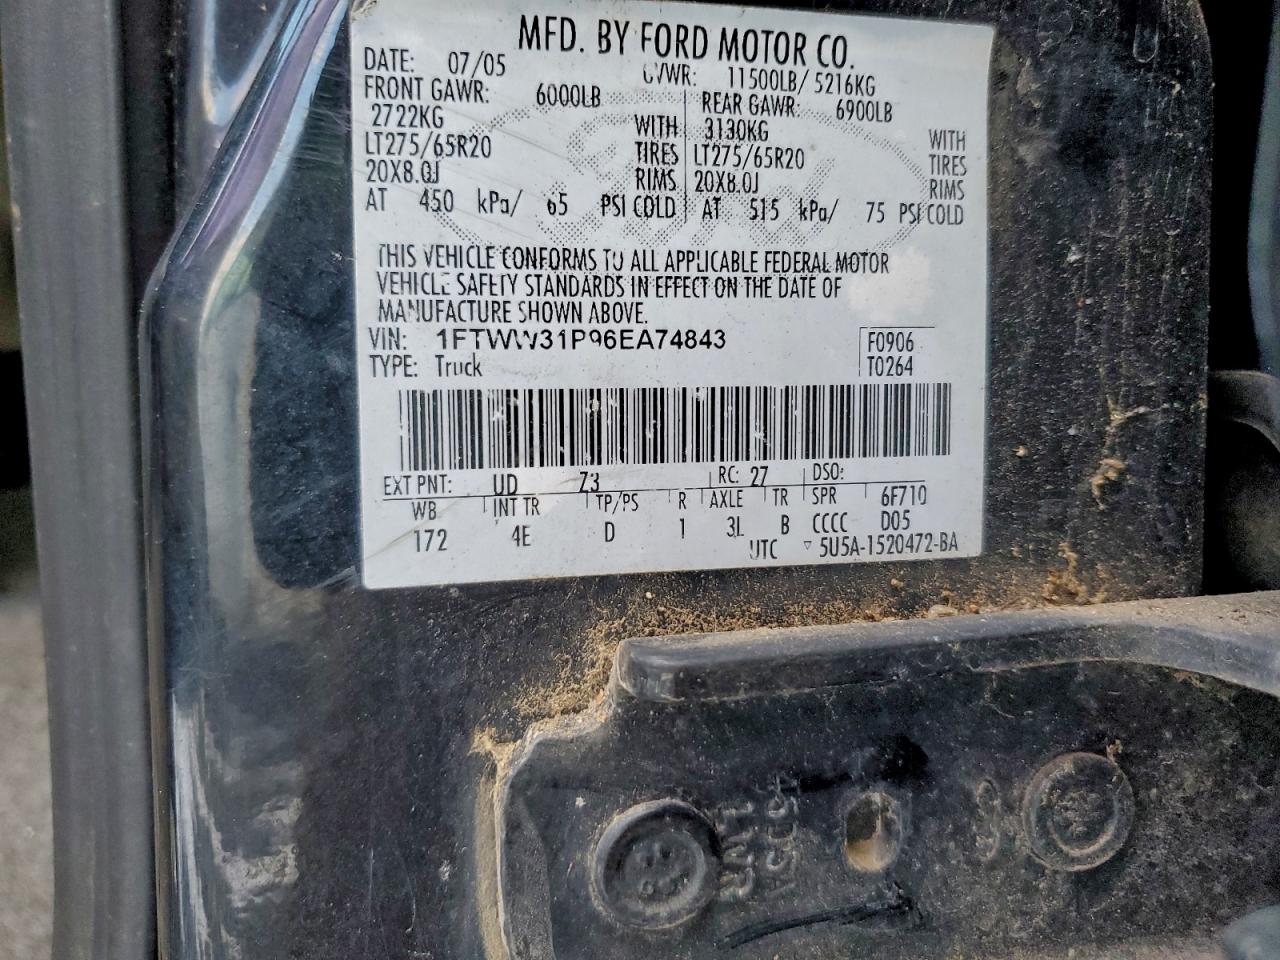 MFD. BY FORD MOTOR CO.
DATE: 07/05 GVWR: 11500LB/ 5216KG
FRONT GAWR: 6000LB REAR GAWR: 6900LB
2722KG WITH 3130KG WITH
LT275/65R20 TIRES LT275/65R20 TIRES
20X8.0J RIMS 20X8.0J RIMS
AT 450 kPa/ 65 PSI COLD AT 515 kPa/ 75 PSI COLD
THIS VEHICLE CONFORMS TO ALL APPLICABLE FEDERAL MOTOR
VEHICLE SAFETY STANDARDS IN EFFECT ON THE DATE OF
MANUFACTURE SHOWN ABOVE.
VIN: 1FTWW31P96EA74843 F0906
TYPE: Truck T0264
EXT PNT: UD Z3 RC: 27 DSO:
WB INT TR TP/PS R AXLE TR SPR 6F710
172 4E D 1 3L B CCCC D05
UTC ▽ 5U5A-1520472-BA